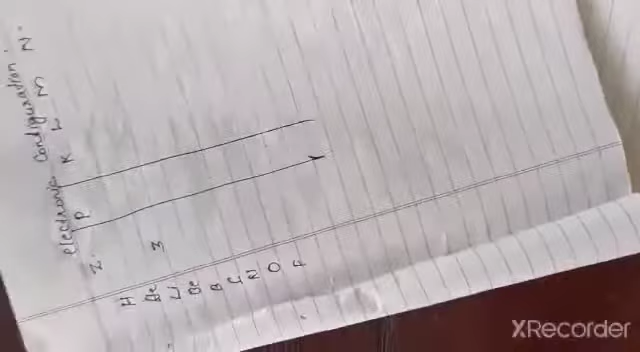 electronic configuration
Z. P K L M N.
H
He
Li 3
Be
B
C
N
O
F
XRecorder